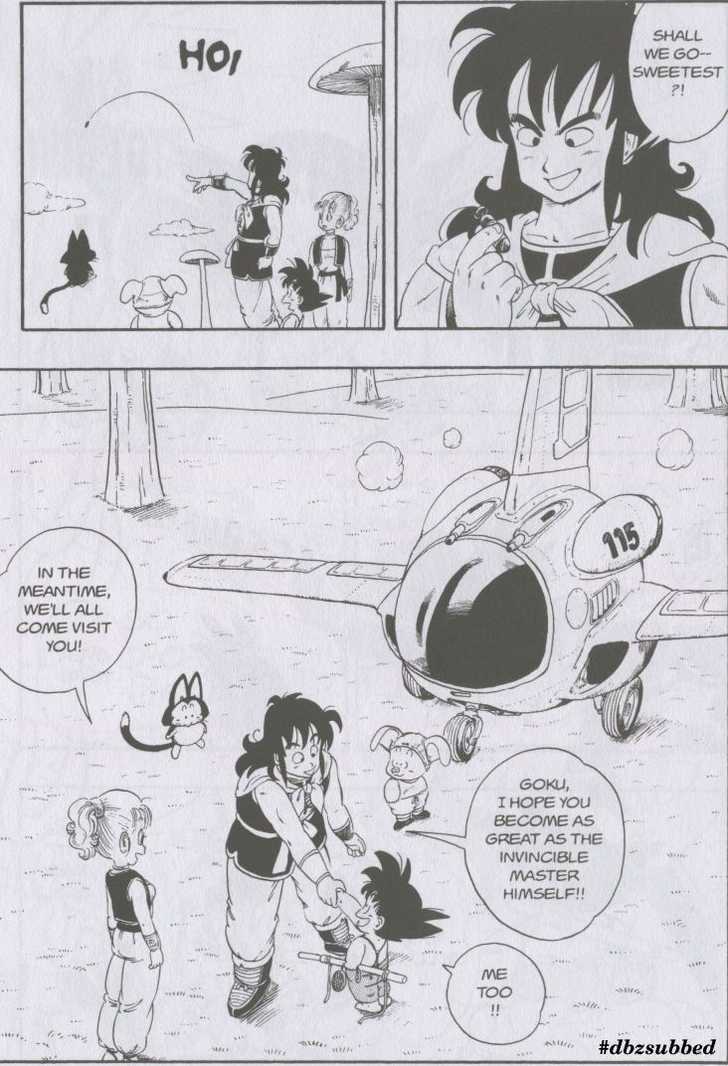 HOI
SHALL
WE GO--
SWEETEST
?!
115
IN THE
MEANTIME,
WE'LL ALL
COME VISIT
YOU!
GOKU,
I HOPE YOU
BECOME AS
GREAT AS THE
INVINCIBLE
MASTER
HIMSELF!!
ME
TOO
!!
#dbzsubbed